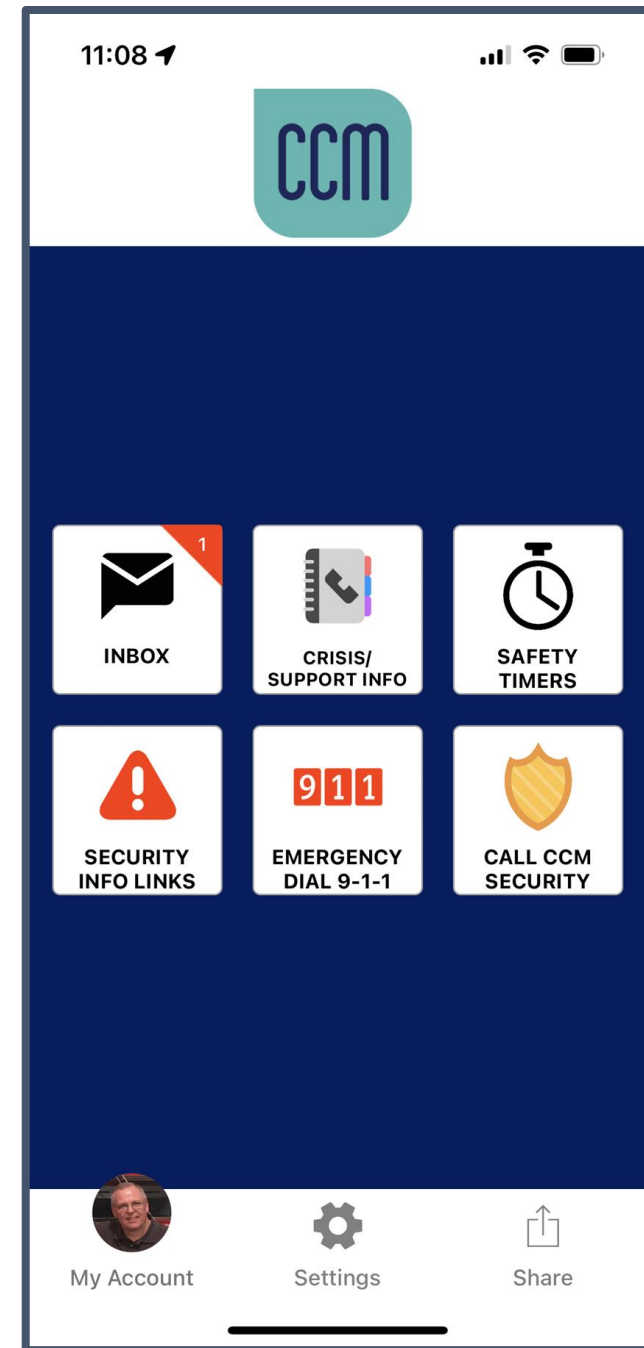 11:08
CCM
1
INBOX
CRISIS/
SUPPORT INFO
SAFETY
TIMERS
SECURITY
INFO LINKS
911
EMERGENCY
DIAL 9-1-1
CALL CCM
SECURITY
My Account
Settings
Share